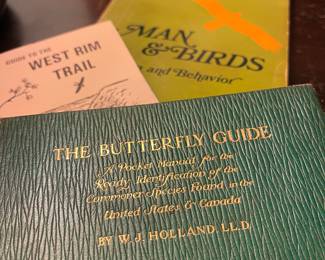 GUIDE TO THE
WEST RIM
TRAIL
MAN
& BIRDS
and Behavior
THE BUTTERFLY GUIDE
A Pocket Manual for the
Ready Identification of the
Commoner Species Found in the
United States & Canada
BY W. J. HOLLAND, LL.D.